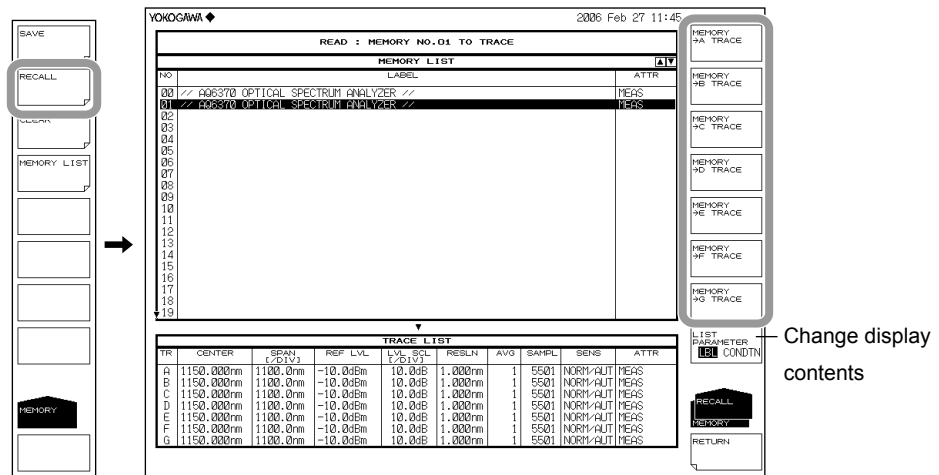 SAVE
RECALL
CLEAR
MEMORY LIST
MEMORY
YOKOGAWA ◆
2006 Feb 27 11:45
READ : MEMORY NO.01 TO TRACE
MEMORY LIST ▲▼
NO LABEL ATTR
00 // AQ6370 OPTICAL SPECTRUM ANALYZER // MEAS
01 // AQ6370 OPTICAL SPECTRUM ANALYZER // MEAS
02
03
04
05
06
07
08
09
10
11
12
13
14
15
16
17
18
19
TRACE LIST
TR CENTER SPAN [/DIV] REF LVL LVL SCL [/DIV] RESLN AVG SAMPL SENS ATTR
A 1150.000nm 1100.0nm -10.0dBm 10.0dB 1.000nm 1 5501 NORM/AUT MEAS
B 1150.000nm 1100.0nm -10.0dBm 10.0dB 1.000nm 1 5501 NORM/AUT MEAS
C 1150.000nm 1100.0nm -10.0dBm 10.0dB 1.000nm 1 5501 NORM/AUT MEAS
D 1150.000nm 1100.0nm -10.0dBm 10.0dB 1.000nm 1 5501 NORM/AUT MEAS
E 1150.000nm 1100.0nm -10.0dBm 10.0dB 1.000nm 1 5501 NORM/AUT MEAS
F 1150.000nm 1100.0nm -10.0dBm 10.0dB 1.000nm 1 5501 NORM/AUT MEAS
G 1150.000nm 1100.0nm -10.0dBm 10.0dB 1.000nm 1 5501 NORM/AUT MEAS
MEMORY
→A TRACE
MEMORY
→B TRACE
MEMORY
→C TRACE
MEMORY
→D TRACE
MEMORY
→E TRACE
MEMORY
→F TRACE
MEMORY
→G TRACE
LIST
PARAMETER
LBL CONDTN
RECALL
MEMORY
RETURN
Change display
contents